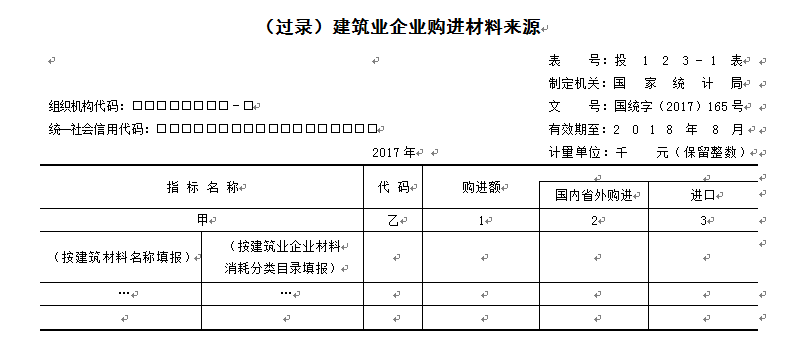 （过录）建筑业企业购进材料来源
表 号：投 1 2 3 - 1 表
制定机关：国 家 统 计 局
组织机构代码：□□□□□□□□-□ 文 号：国统字（2017）165号
统一社会信用代码：□□□□□□□□□□□□□□□□□□ 有效期至：2 0 1 8 年 8 月
2017 年 计量单位：千 元（保留整数）
指 标 名 称 代 码 购进额
国内省外购进 进口
甲 乙 1 2 3
（按建筑材料名称填报） （按建筑业企业材料
消耗分类目录填报）
… …